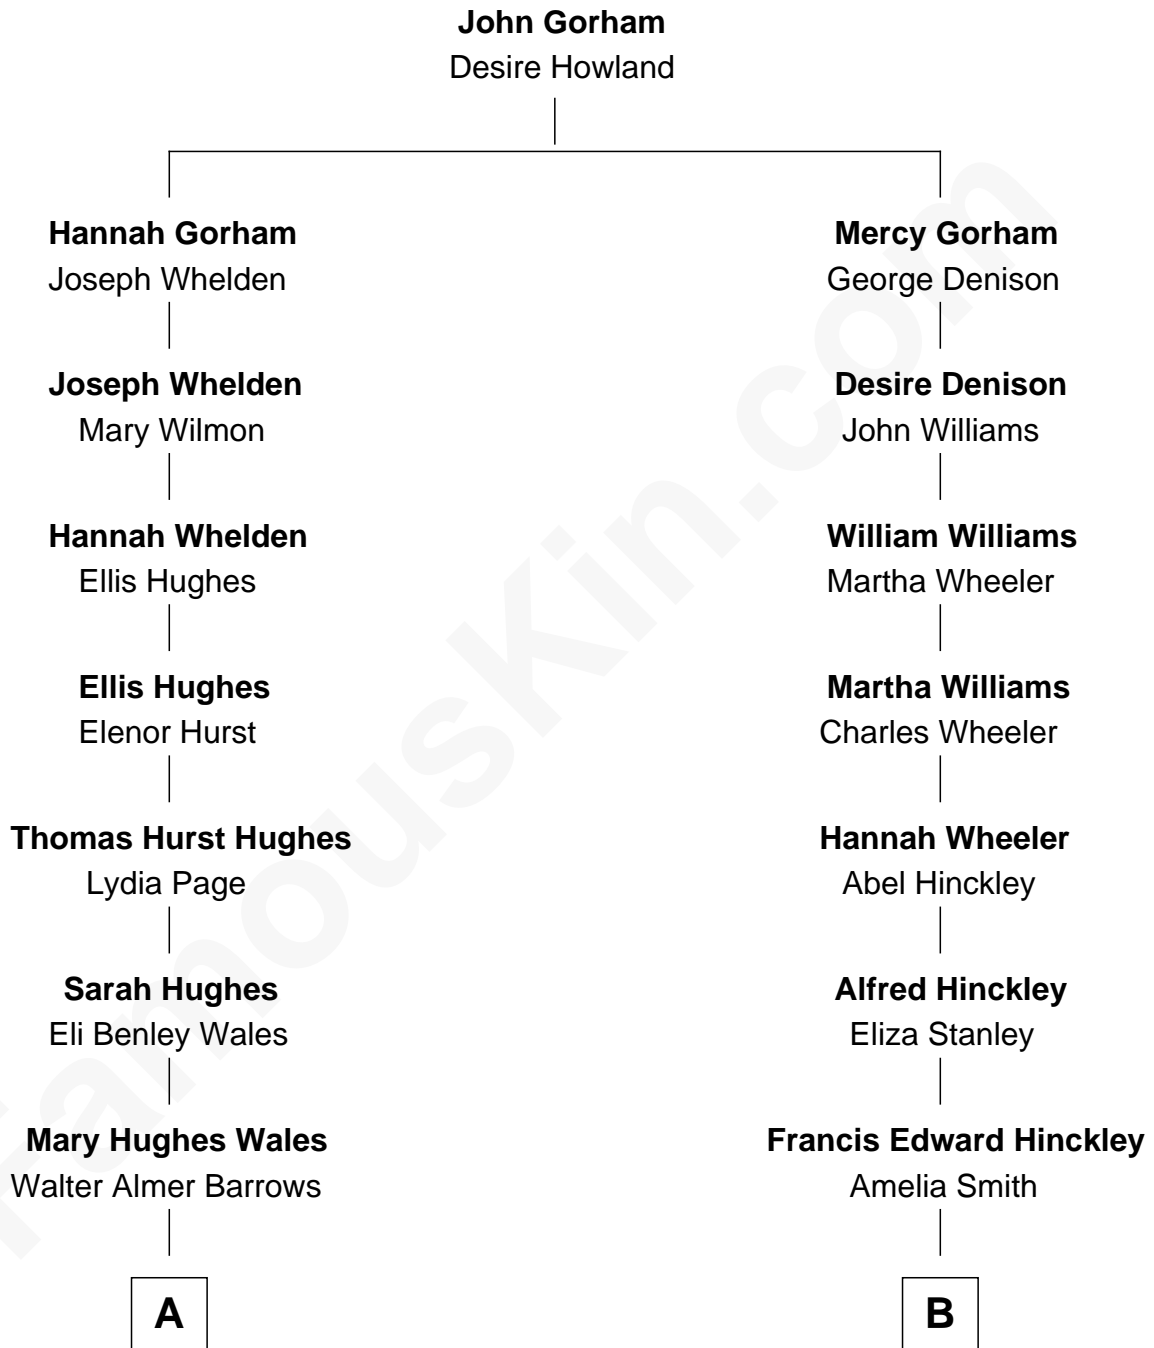 John Gorham
Desire Howland
Hannah Gorham
Joseph Whelden
Mercy Gorham
George Denison
Joseph Whelden
Mary Wilmon
Desire Denison
John Williams
Hannah Whelden
Ellis Hughes
William Williams
Martha Wheeler
Ellis Hughes
Elenor Hurst
Martha Williams
Charles Wheeler
Thomas Hurst Hughes
Lydia Page
Hannah Wheeler
Abel Hinckley
Sarah Hughes
Eli Benley Wales
Alfred Hinckley
Eliza Stanley
Mary Hughes Wales
Walter Almer Barrows
Francis Edward Hinckley
Amelia Smith
A
B
FamousKin.com